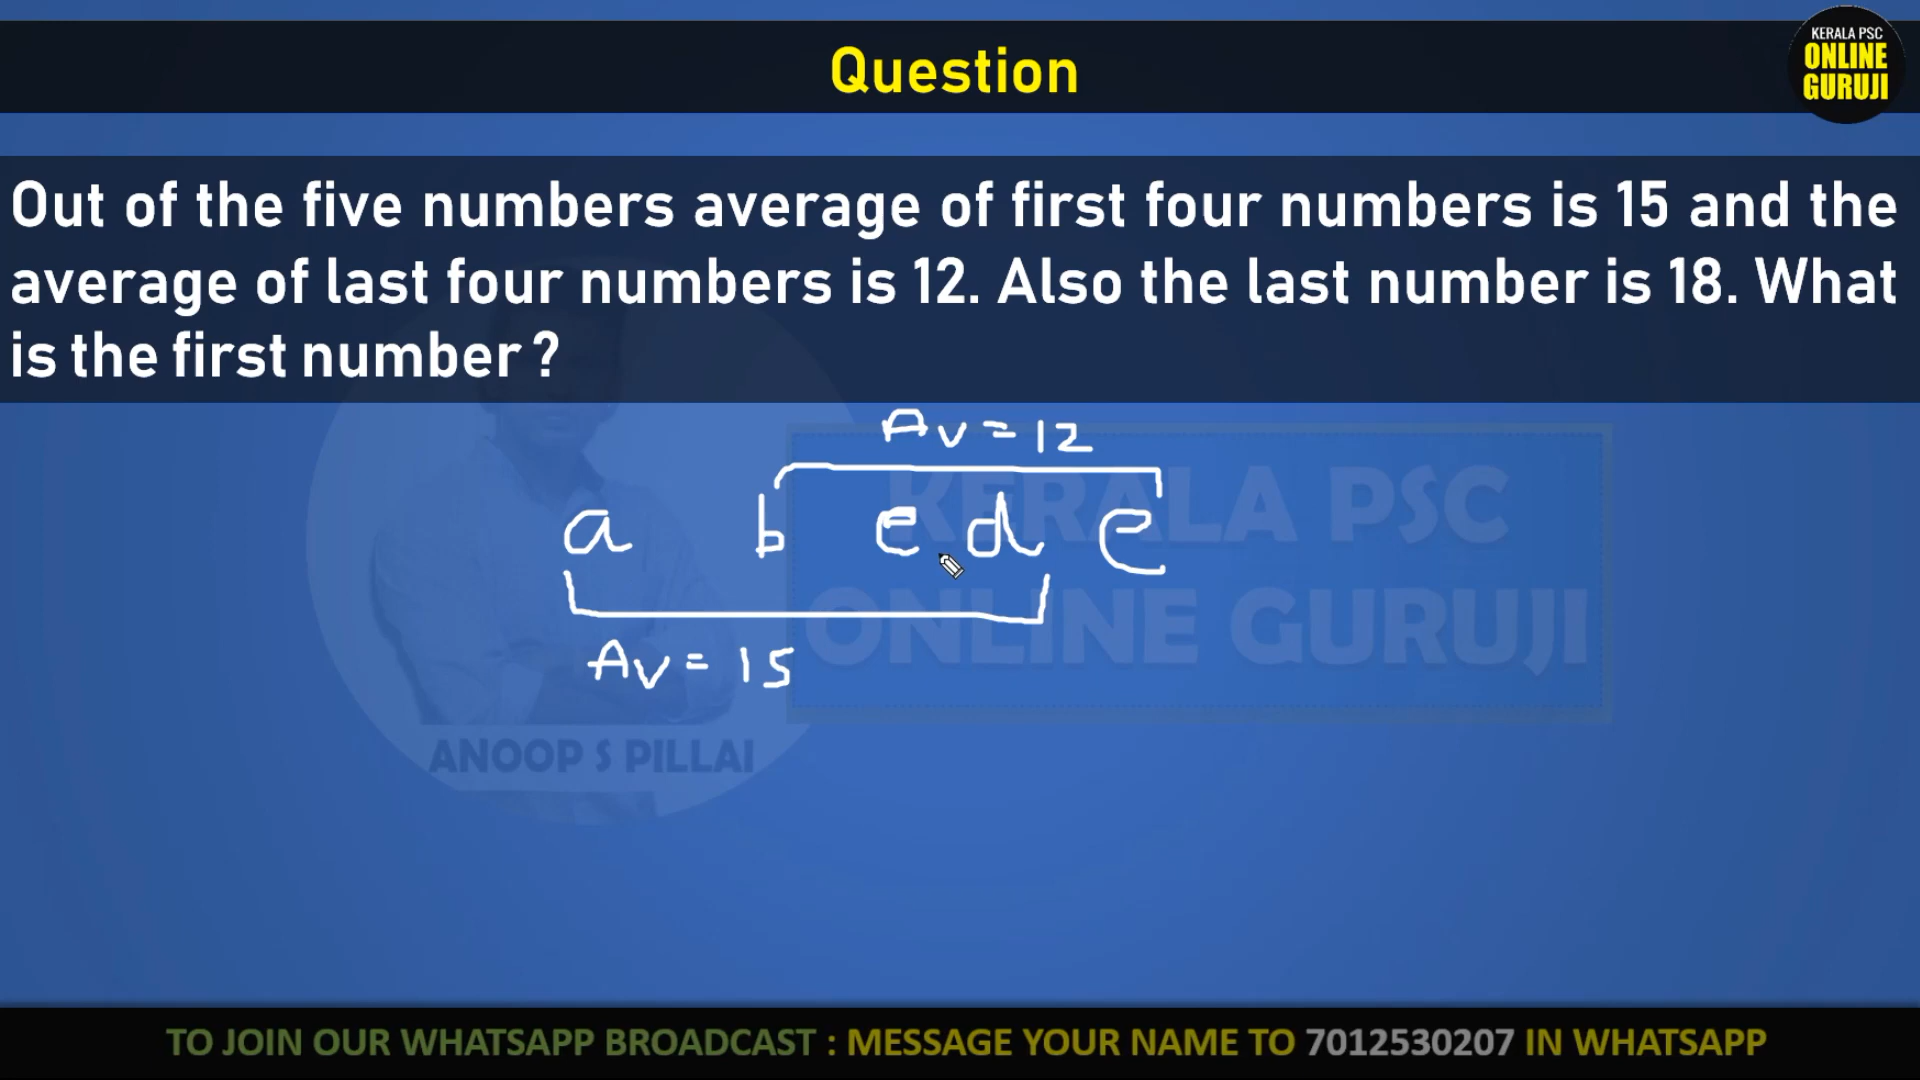 KERALA PSC
ONLINE
GURUJI
Question
Out of the five numbers average of first four numbers is 15 and the
average of last four numbers is 12. Also the last number is 18. What
is the first number ?
Av = 12
a b e d e
Av = 15
KERALA PSC
ONLINE GURUJI
ANOOP S PILLAI
TO JOIN OUR WHATSAPP BROADCAST : MESSAGE YOUR NAME TO 7012530207 IN WHATSAPP